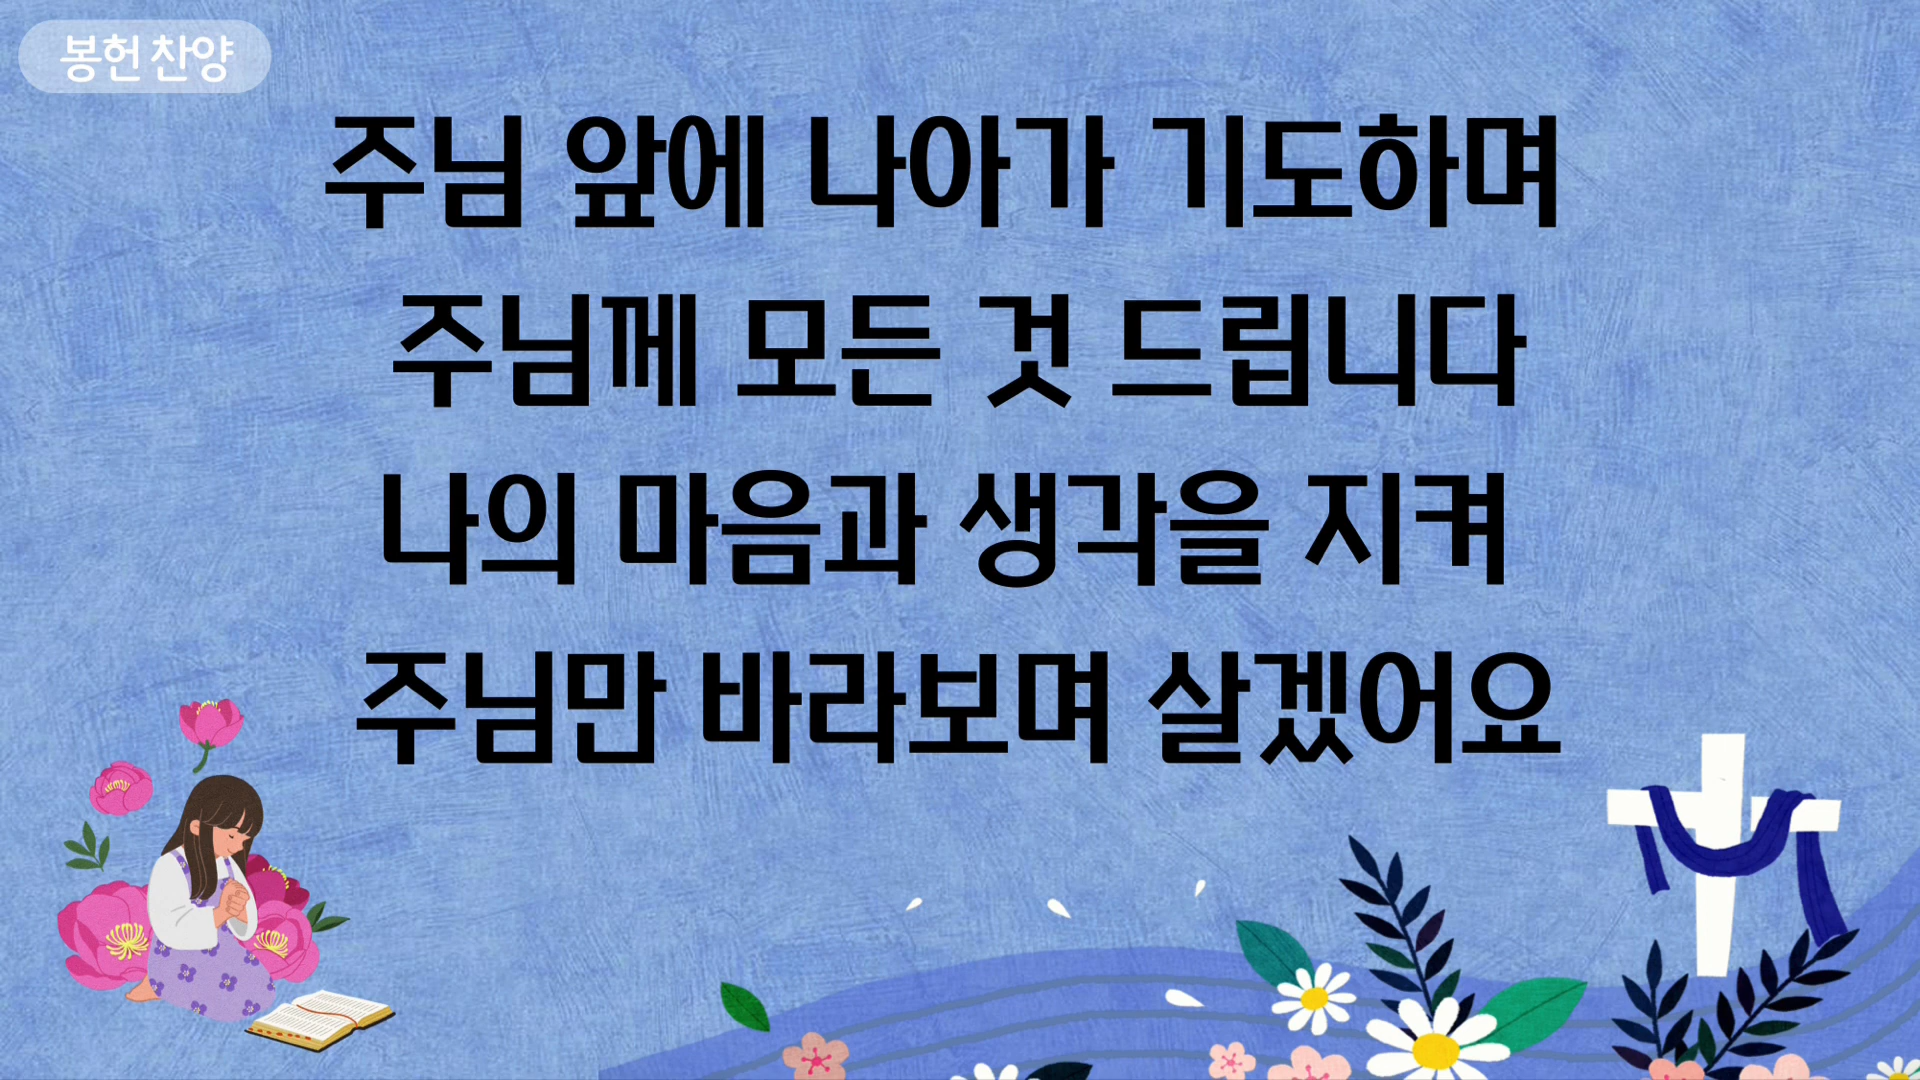 봉헌 찬양
주님 앞에 나아가 기도하며
주님께 모든 것 드립니다
나의 마음과 생각을 지켜
주님만 바라보며 살겠어요